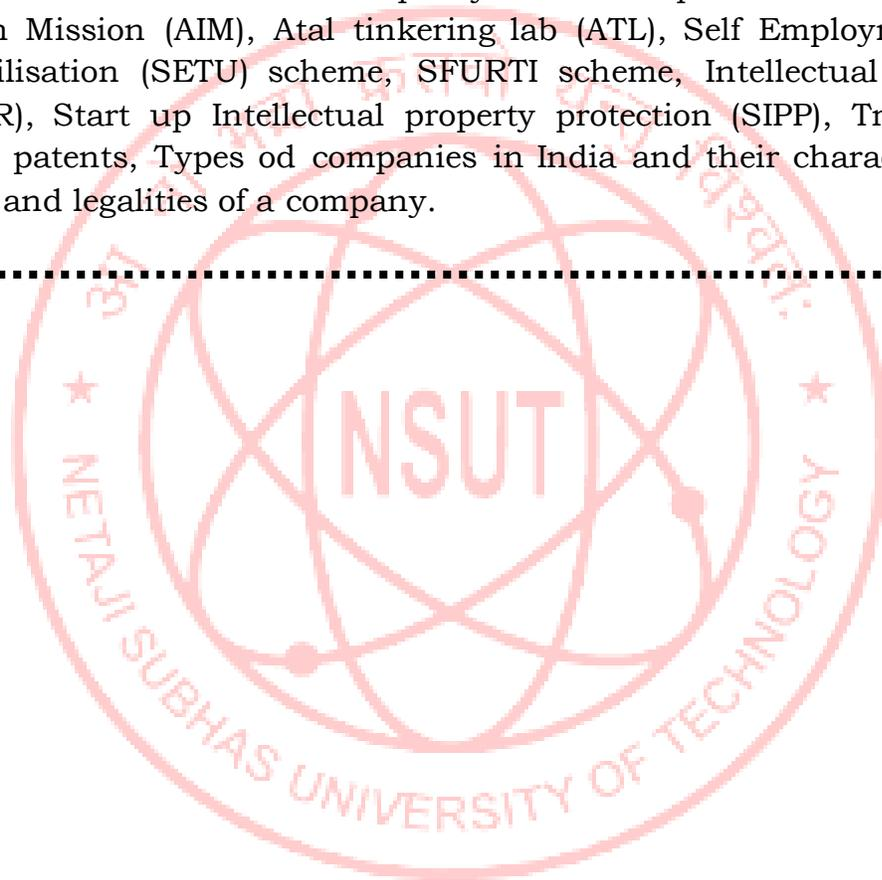 n Mission (AIM), Atal tinkering lab (ATL), Self Employr
ilisation (SETU) scheme, SFURTI scheme, Intellectual
R), Start up Intellectual property protection (SIPP), Tr
patents, Types od companies in India and their chara
and legalities of a company.
NSUT
NETAJI SUBHAS UNIVERSITY OF TECHNOLOGY